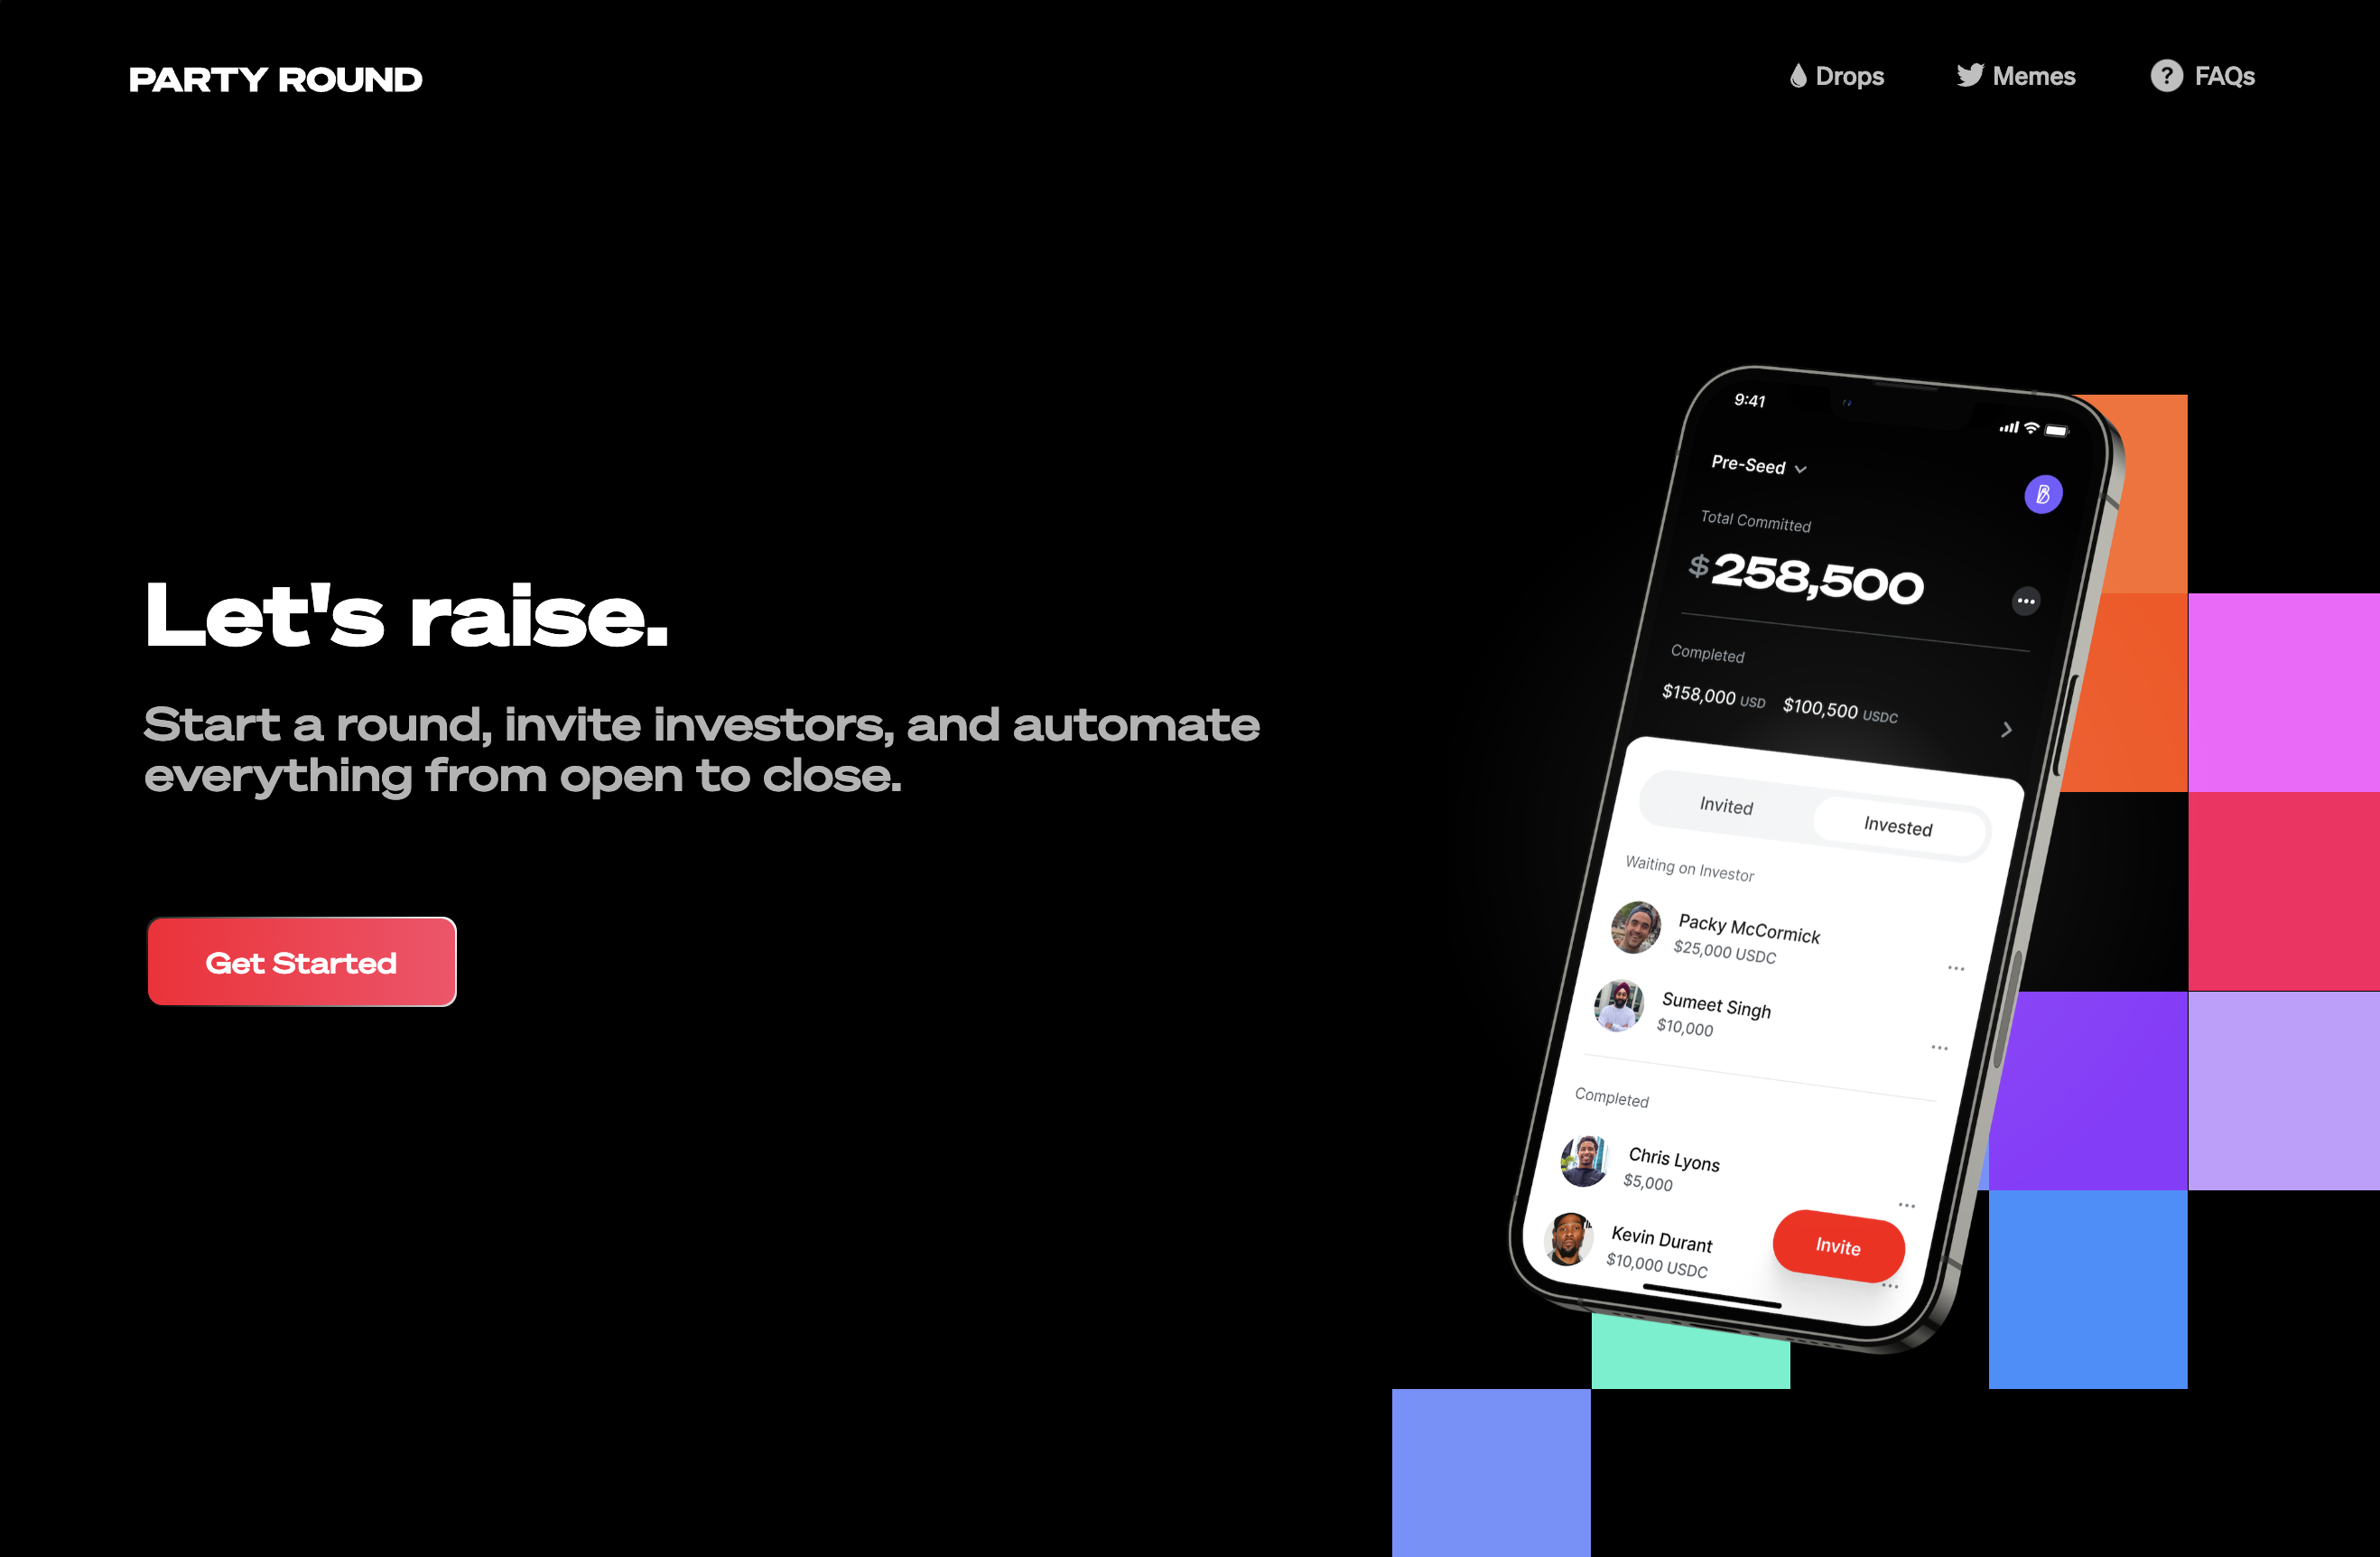 PARTY ROUND
Drops
Memes
? FAQs
Let's raise.
Start a round, invite investors, and automate
everything from open to close.
Get Started
9:41
Pre-Seed
Total Committed
$258,500
Completed
$158,000 USD $100,500 USDC
Invited Invested
Waiting on Investor
Packy McCormick
$25,000 USDC
Sumeet Singh
$10,000
Completed
Chris Lyons
$5,000
Kevin Durant
$10,000 USDC
Invite